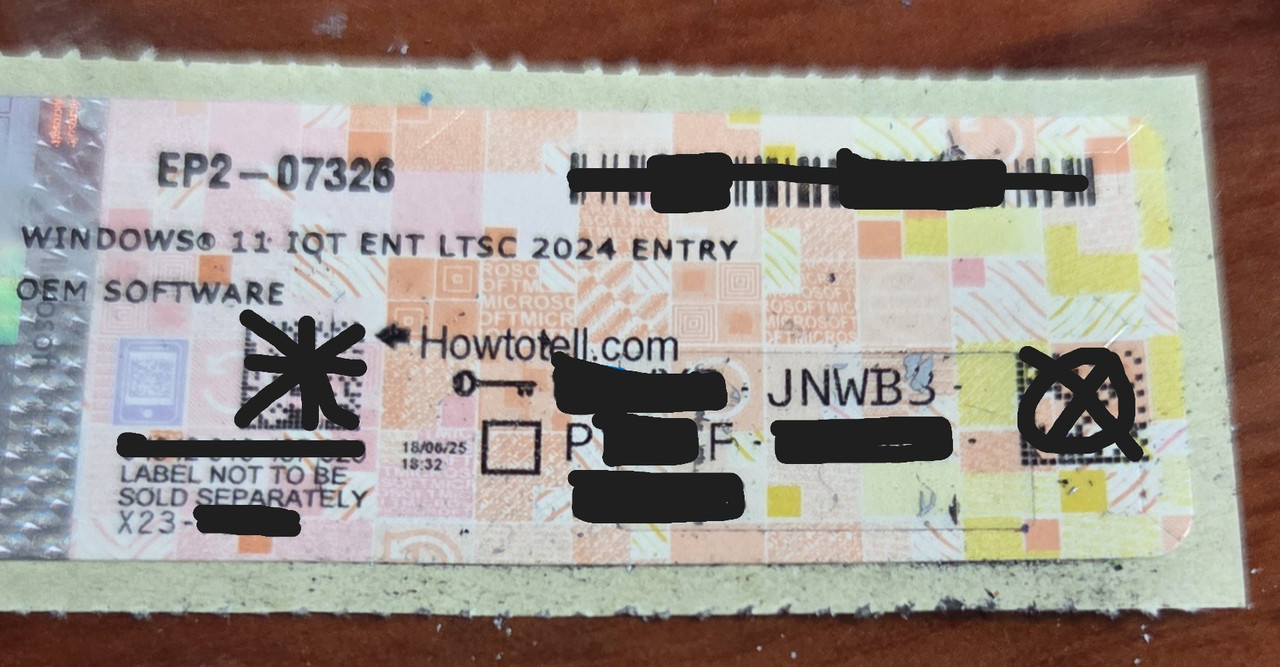 EP2-07326
WINDOWS® 11 IOT ENT LTSC 2024 ENTRY
OEM SOFTWARE
Howtotell.com
JNWB3 -
18/06/25
18:32
P F -
LABEL NOT TO BE
SOLD SEPARATELY
X23-